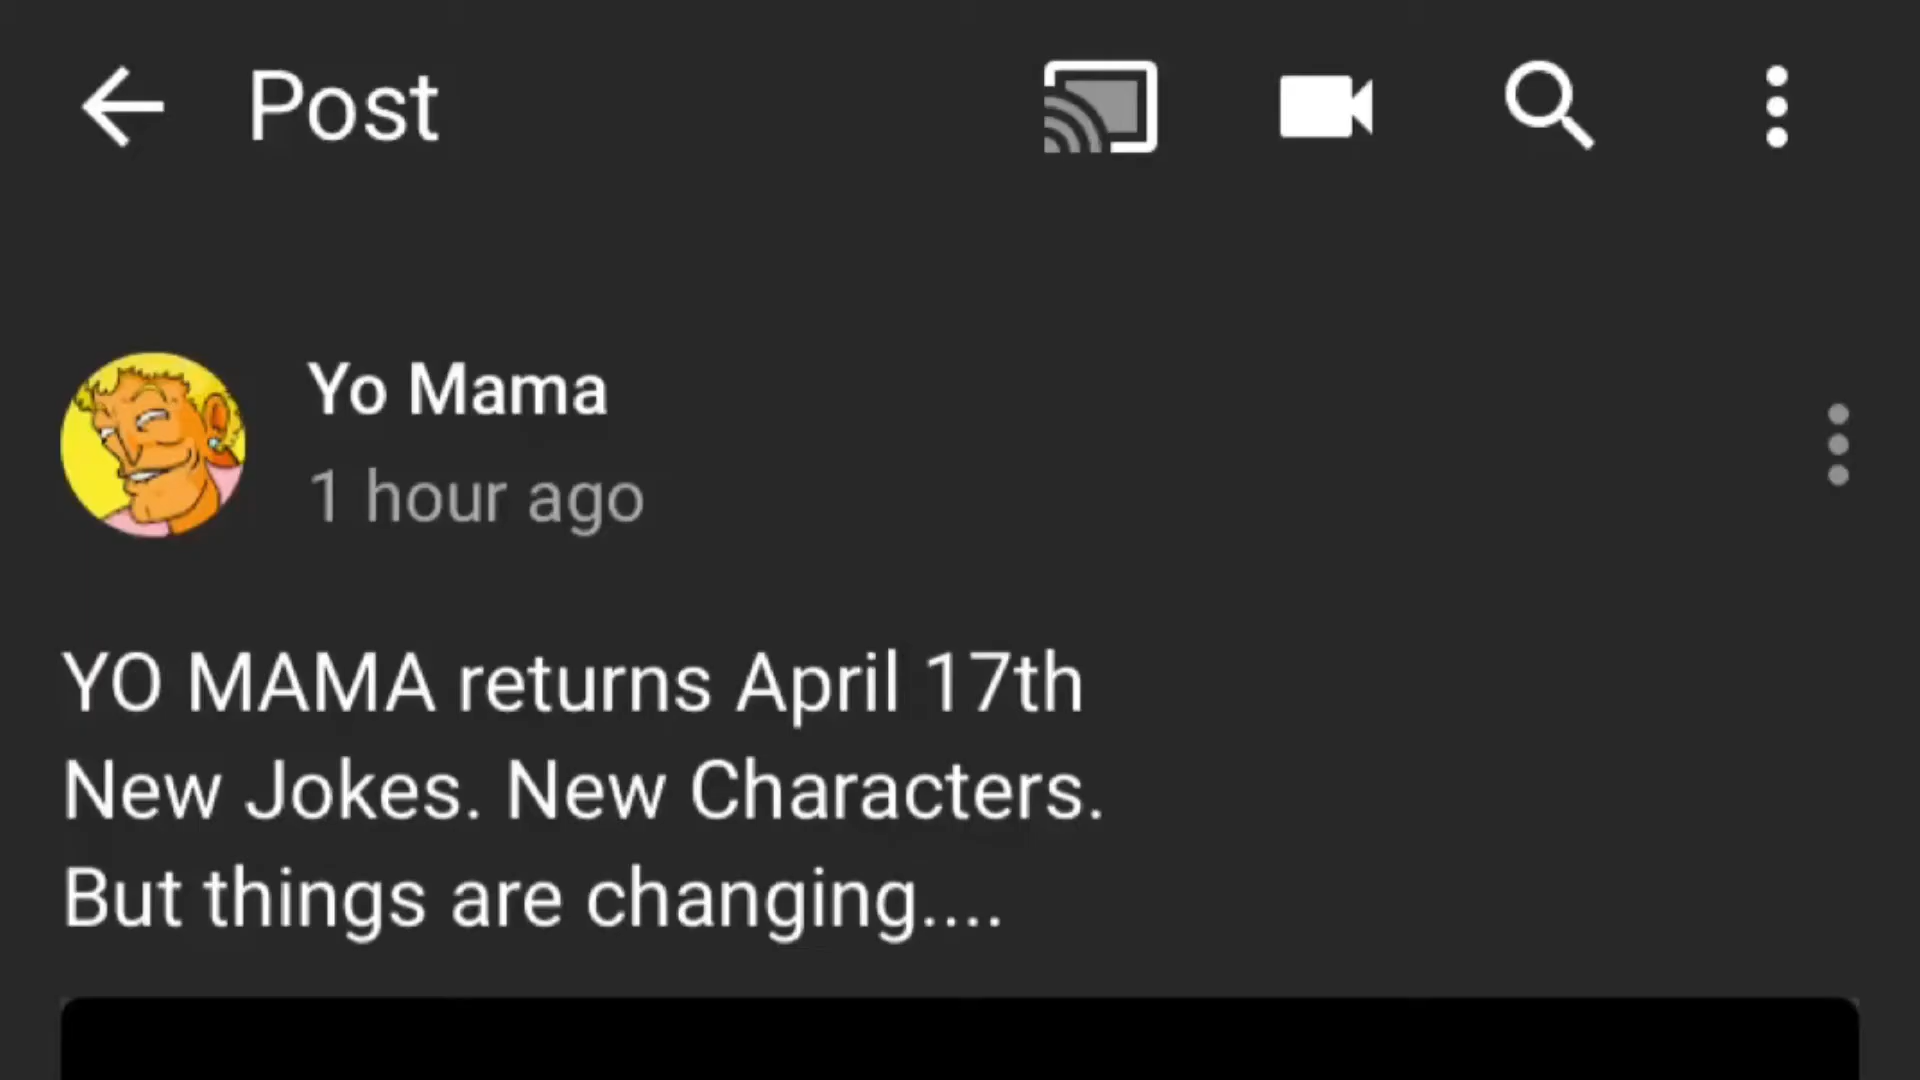 Post
Yo Mama
1 hour ago
YO MAMA returns April 17th
New Jokes. New Characters.
But things are changing....